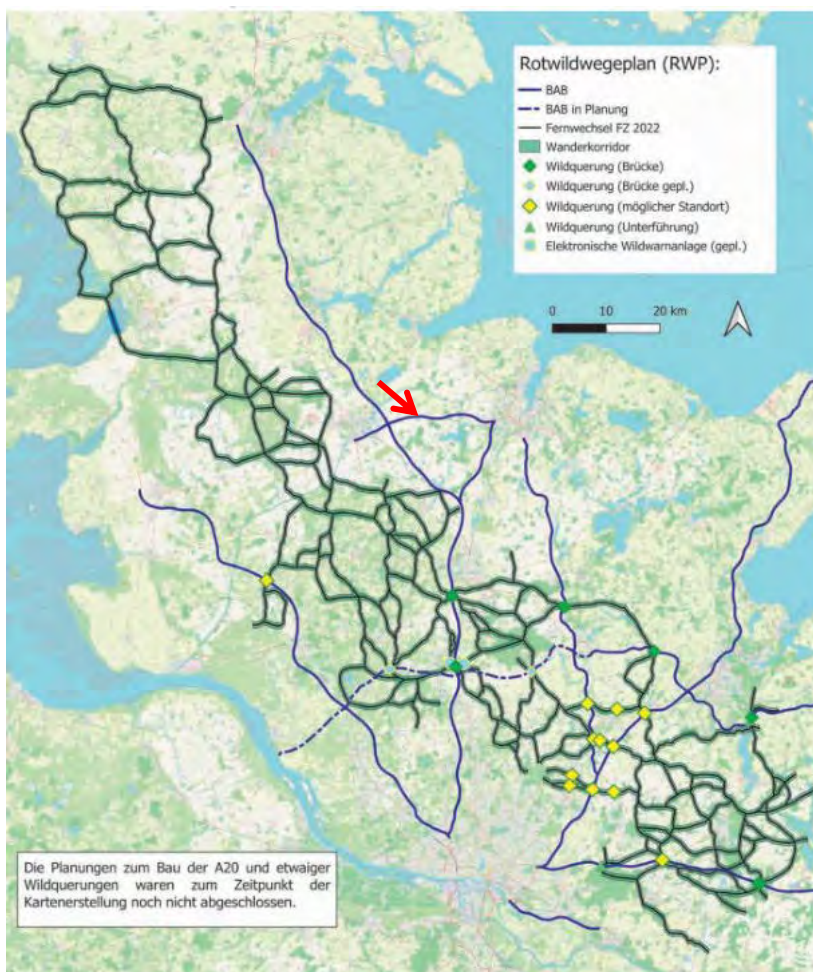 Rotwildwegeplan (RWP):
BAB
BAB in Planung
Fernwechsel FZ 2022
Wanderkorridor
Wildquerung (Brücke)
Wildquerung (Brücke gepl.)
Wildquerung (möglicher Standort)
Wildquerung (Unterführung)
Elektronische Wildwarnanlage (gepl.)
0 10 20 km
Die Planungen zum Bau der A20 und etwaiger
Wildquerungen waren zum Zeitpunkt der
Kartenerstellung noch nicht abgeschlossen.